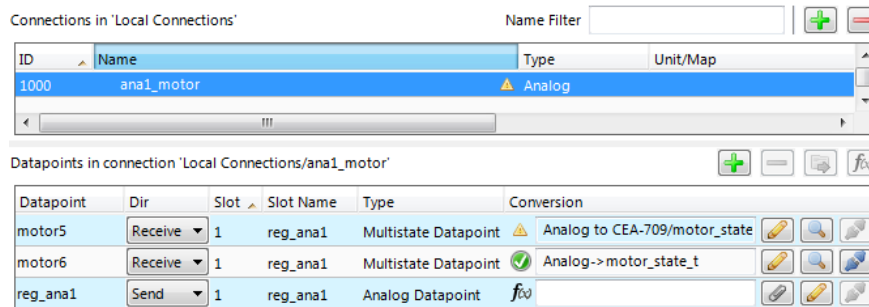 Connections in 'Local Connections' Name Filter
ID Name Type Unit/Map
1000 ana1_motor Analog
Datapoints in connection 'Local Connections/ana1_motor'
Datapoint Dir Slot Slot Name Type Conversion
motor5 Receive 1 reg_ana1 Multistate Datapoint Analog to CEA-709/motor_state
motor6 Receive 1 reg_ana1 Multistate Datapoint Analog->motor_state_t
reg_ana1 Send 1 reg_ana1 Analog Datapoint f(x)